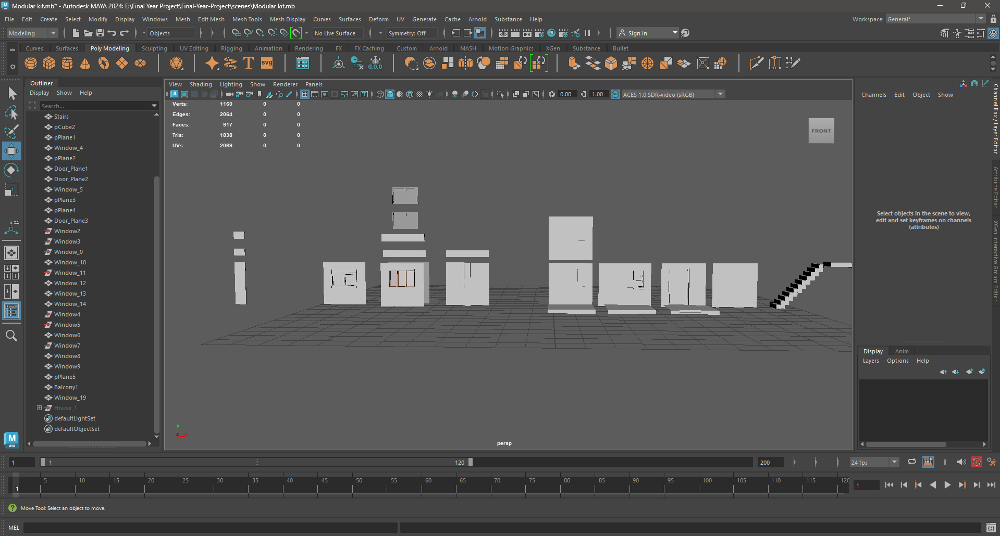 Modular kit.mb* - Autodesk MAYA 2024: E:\Final Year Project\Final-Year-Project\scenes\Modular kit.mb
File Edit Create Select Modify Display Windows Mesh Edit Mesh Mesh Tools Mesh Display Curves Surfaces Deform UV Generate Cache Arnold Substance Help Workspace: General*
Modeling Objects No Live Surface Symmetry: Off IPR Sign In
Curves Surfaces Poly Modeling Sculpting UV Editing Rigging Animation Rendering FX FX Caching Custom Arnold MASH Motion Graphics XGen Substance Bullet
T SVG 0,0,0
Outliner
Display Show Help
Search...
Stairs
pCube2
pPlane1
Window_4
pPlane2
Door_Plane1
Door_Plane2
Window_5
pPlane3
pPlane4
Door_Plane3
Window2
Window3
Window_9
Window_10
Window_11
Window_12
Window_13
Window_14
Window4
Window5
Window6
Window7
Window8
Window9
pPlane5
Balcony1
Window_19
House_1
defaultLightSet
defaultObjectSet
View Shading Lighting Show Renderer Panels
0.00 1.00 ON ACES 1.0 SDR-video (sRGB)
Verts: 1160 0 0
Edges: 2064 0 0
Faces: 917 0 0
Tris: 1838 0 0
UVs: 2069 0 0
FRONT
y
x
z
persp
Channels Edit Object Show
Channel Box / Layer Editor
Attribute Editor
XGen Interactive Groom Editor
Select objects in the scene to view,
edit and set keyframes on channels
(attributes)
Display Anim
Layers Options Help
M
AYA
1 1 120 200 24 fps
5 10 15 20 25 30 35 40 45 50 55 60 65 70 75 80 85 90 95 100 105 110 115 120
1 1
Move Tool: Select an object to move.
MEL